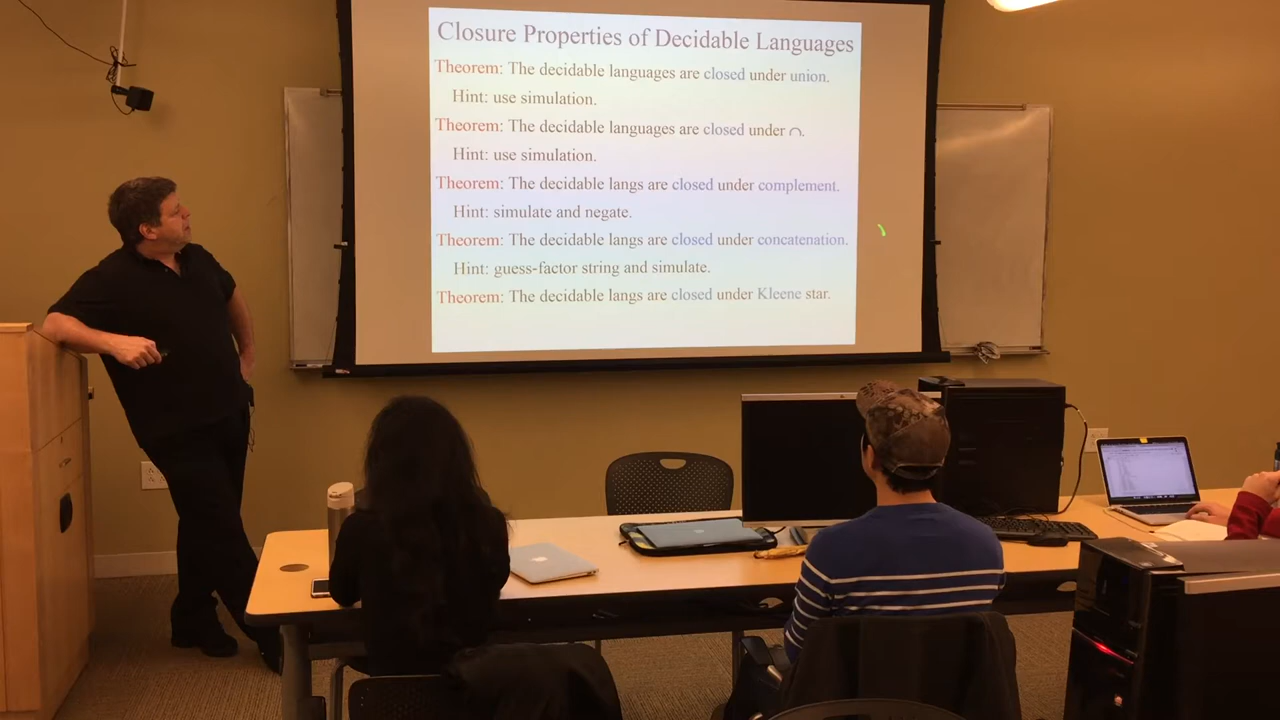 Closure Properties of Decidable Languages
Theorem: The decidable languages are closed under union.
Hint: use simulation.
Theorem: The decidable languages are closed under ∩.
Hint: use simulation.
Theorem: The decidable langs are closed under complement.
Hint: simulate and negate.
Theorem: The decidable langs are closed under concatenation.
Hint: guess-factor string and simulate.
Theorem: The decidable langs are closed under Kleene star.